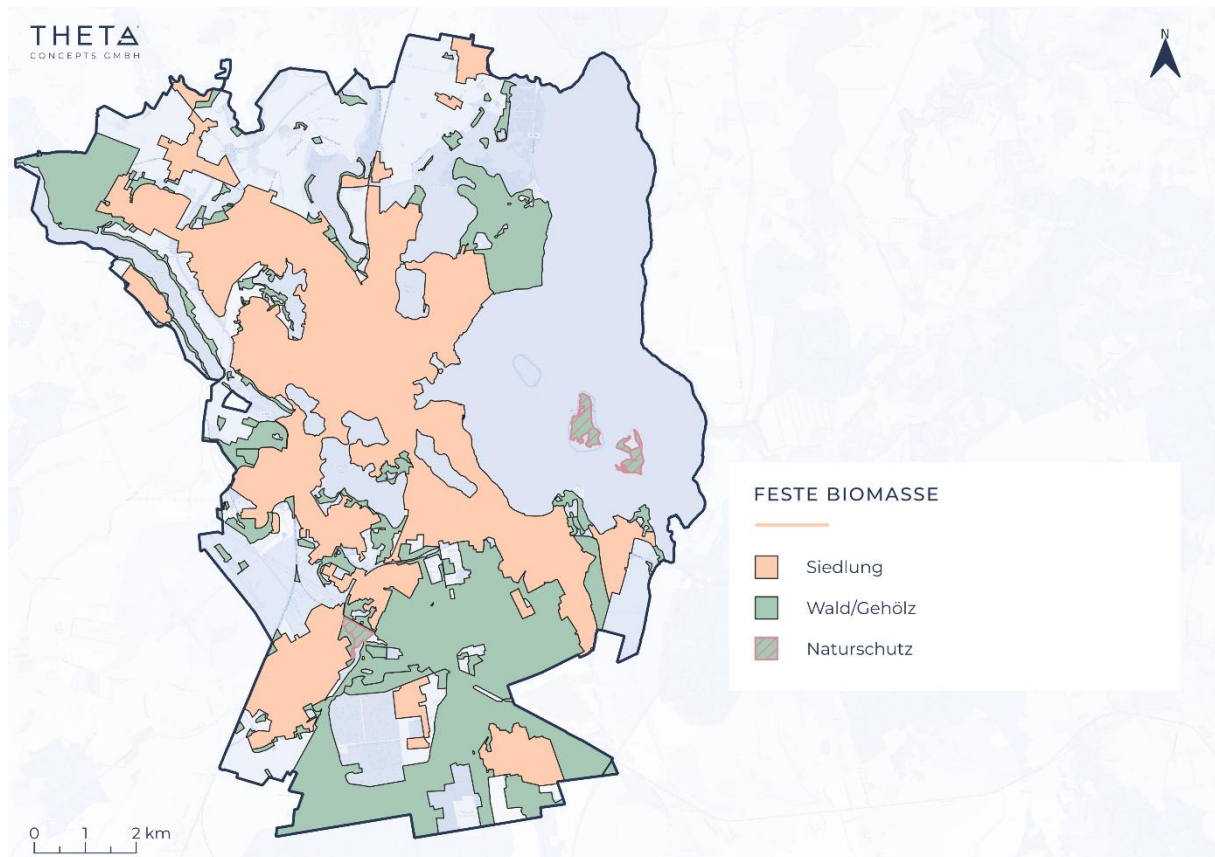 THETA
CONCEPTS GMBH
N
FESTE BIOMASSE
Siedlung
Wald/Gehölz
Naturschutz
0 1 2 km